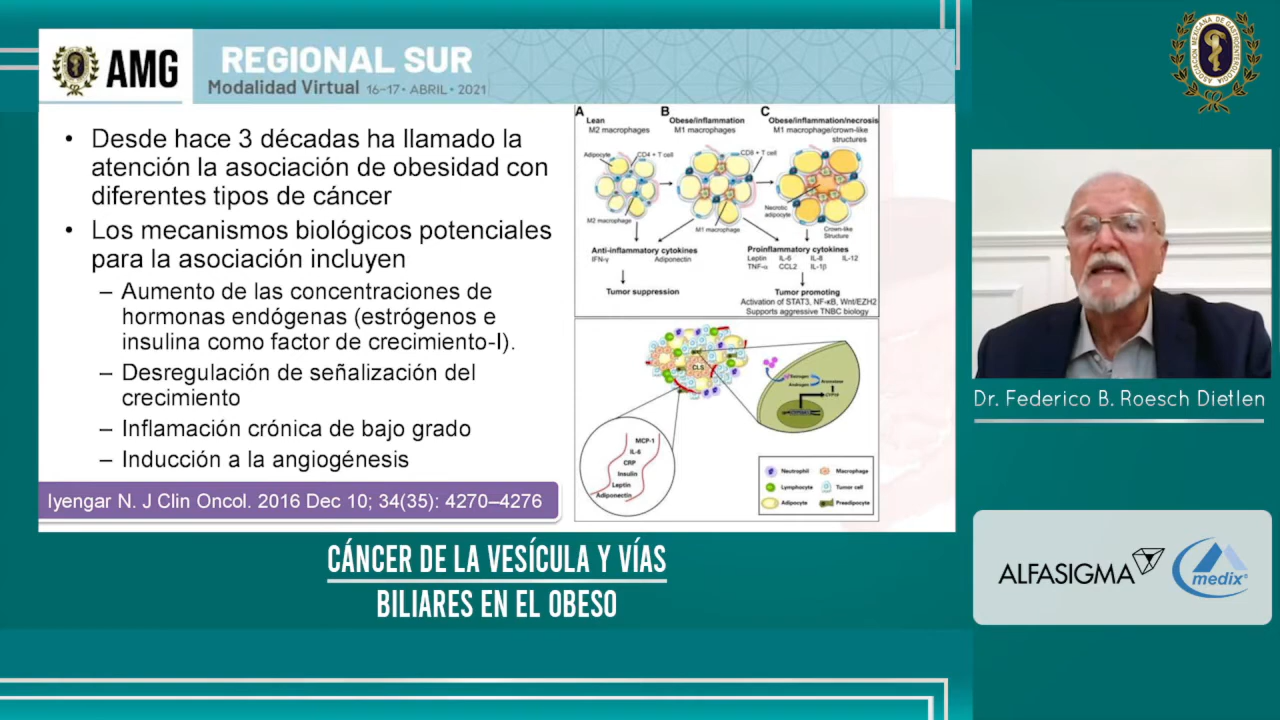 AMG
REGIONAL SUR
Modalidad Virtual 16-17 • ABRIL • 2021
• Desde hace 3 décadas ha llamado la
atención la asociación de obesidad con
diferentes tipos de cáncer
• Los mecanismos biológicos potenciales
para la asociación incluyen
– Aumento de las concentraciones de
hormonas endógenas (estrógenos e
insulina como factor de crecimiento-I).
– Desregulación de señalización del
crecimiento
– Inflamación crónica de bajo grado
– Inducción a la angiogénesis
Iyengar N. J Clin Oncol. 2016 Dec 10; 34(35): 4270–4276
A
Lean
M2 macrophages
B
Obese/inflammation
M1 macrophages
C
Obese/inflammation/necrosis
M1 macrophage/crown-like
structures
Adipocyte
CD4 + T cell
CD8 + T cell
M2 macrophage
M1 macrophage
Necrotic
adipocyte
Crown-like
Structure
Anti-inflammatory cytokines
IFN-γ Adiponectin
Tumor suppression
Proinflammatory cytokines
Leptin IL-6 IL-8 IL-12
TNF-α CCL2 IL-1β
Tumor promoting
Activation of STAT3, NF-κB, Wnt/EZH2
Supports aggressive TNBC biology
CLS
Estrogen
Androgen
Aromatase
MCP-1
IL-6
CRP
Insulin
Leptin
Adiponectin
Neutrophil
Macrophage
Lymphocyte
Tumor cell
Adipocyte
Preadipocyte
CÁNCER DE LA VESÍCULA Y VÍAS
BILIARES EN EL OBESO
ASOCIACIÓN MEXICANA DE GASTROENTEROLOGÍA
Dr. Federico B. Roesch Dietlen
ALFASIGMA
medix®